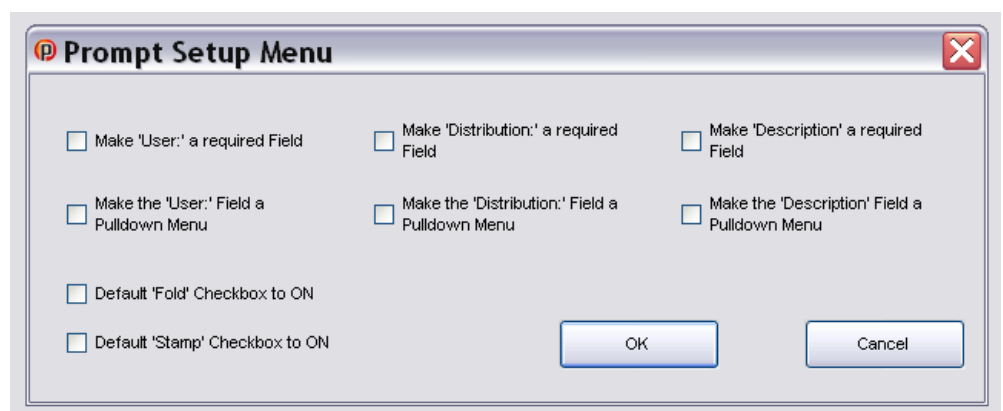 Prompt Setup Menu
Make 'User:' a required Field
Make 'Distribution:' a required
Field
Make 'Description' a required
Field
Make the 'User:' Field a
Pulldown Menu
Make the 'Distribution:' Field a
Pulldown Menu
Make the 'Description' Field a
Pulldown Menu
Default 'Fold' Checkbox to ON
Default 'Stamp' Checkbox to ON
OK
Cancel